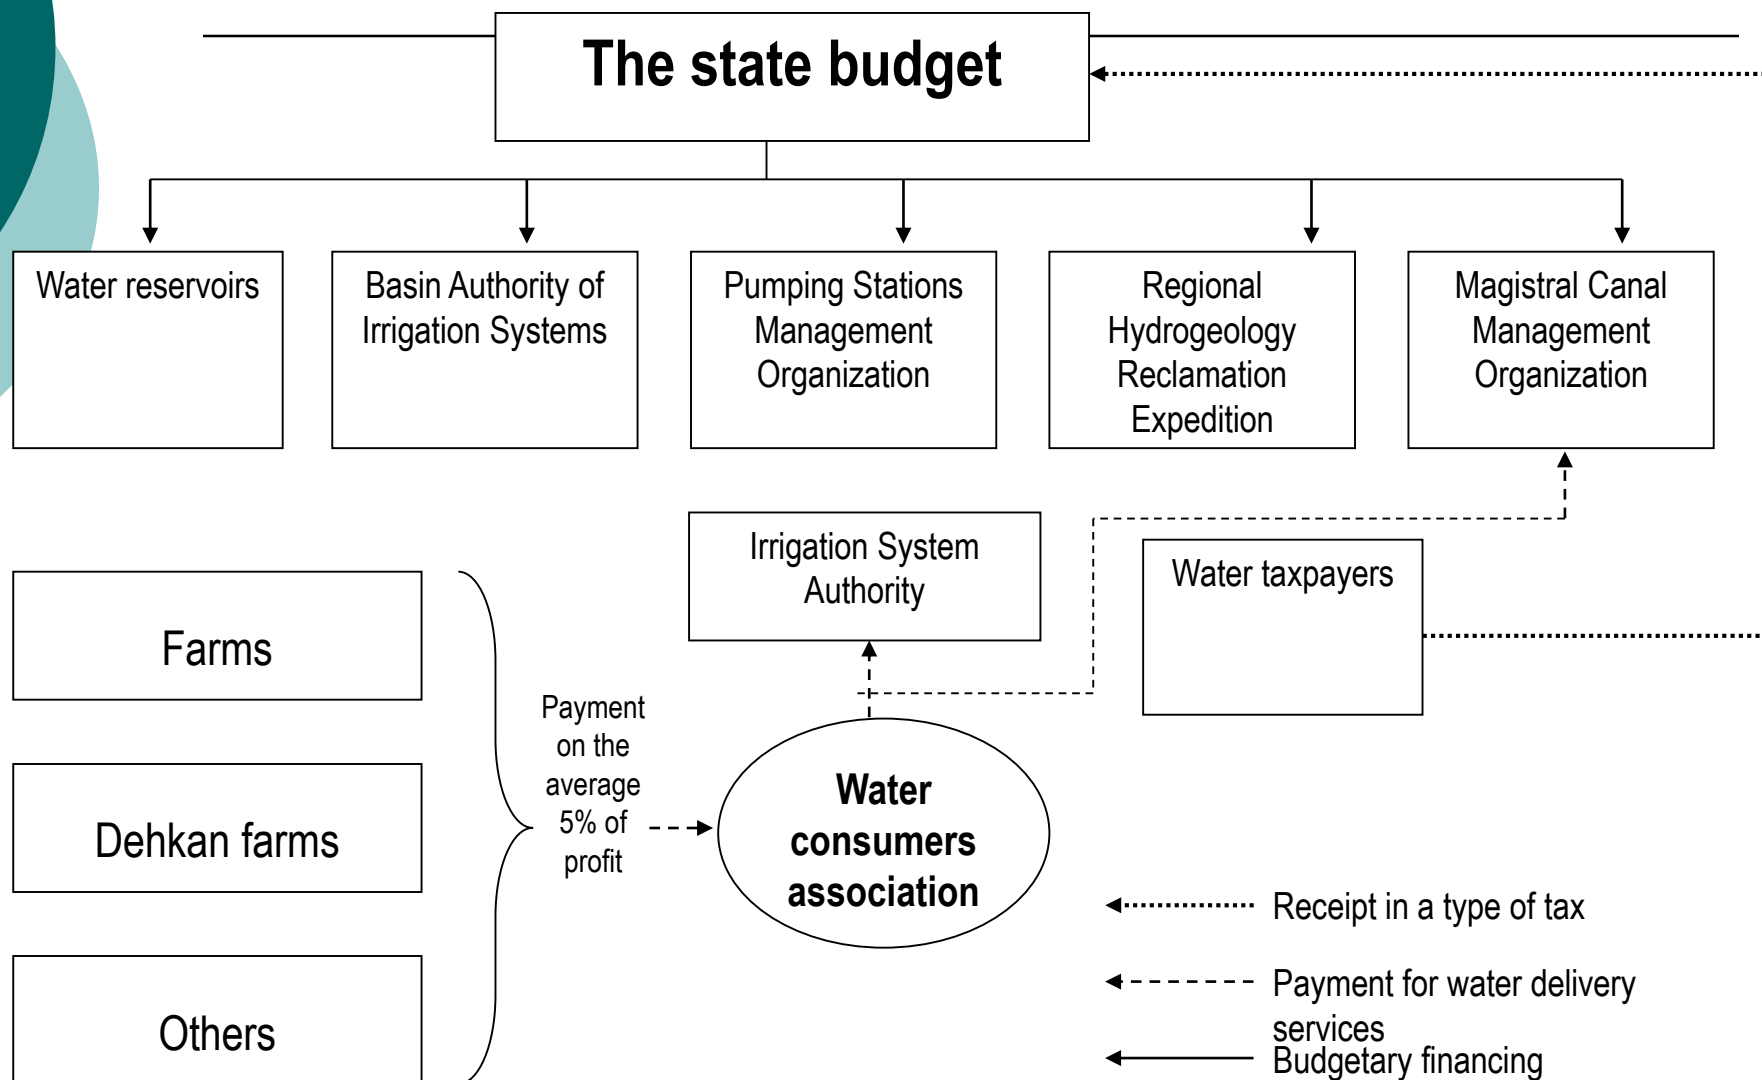 The state budget
Water reservoirs
Basin Authority of
Irrigation Systems
Pumping Stations
Management
Organization
Regional
Hydrogeology
Reclamation
Expedition
Magistral Canal
Management
Organization
Irrigation System
Authority
Water taxpayers
Farms
Dehkan farms
Others
Payment
on the
average
5% of
profit
Water
consumers
association
Receipt in a type of tax
Payment for water delivery
services
Budgetary financing